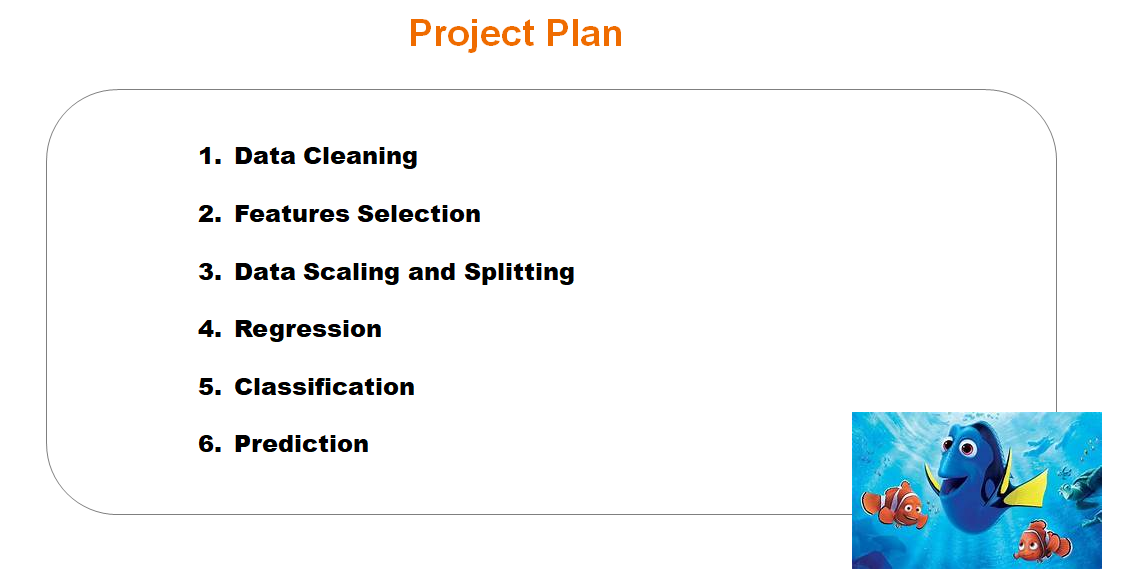 Project Plan
1. Data Cleaning
2. Features Selection
3. Data Scaling and Splitting
4. Regression
5. Classification
6. Prediction